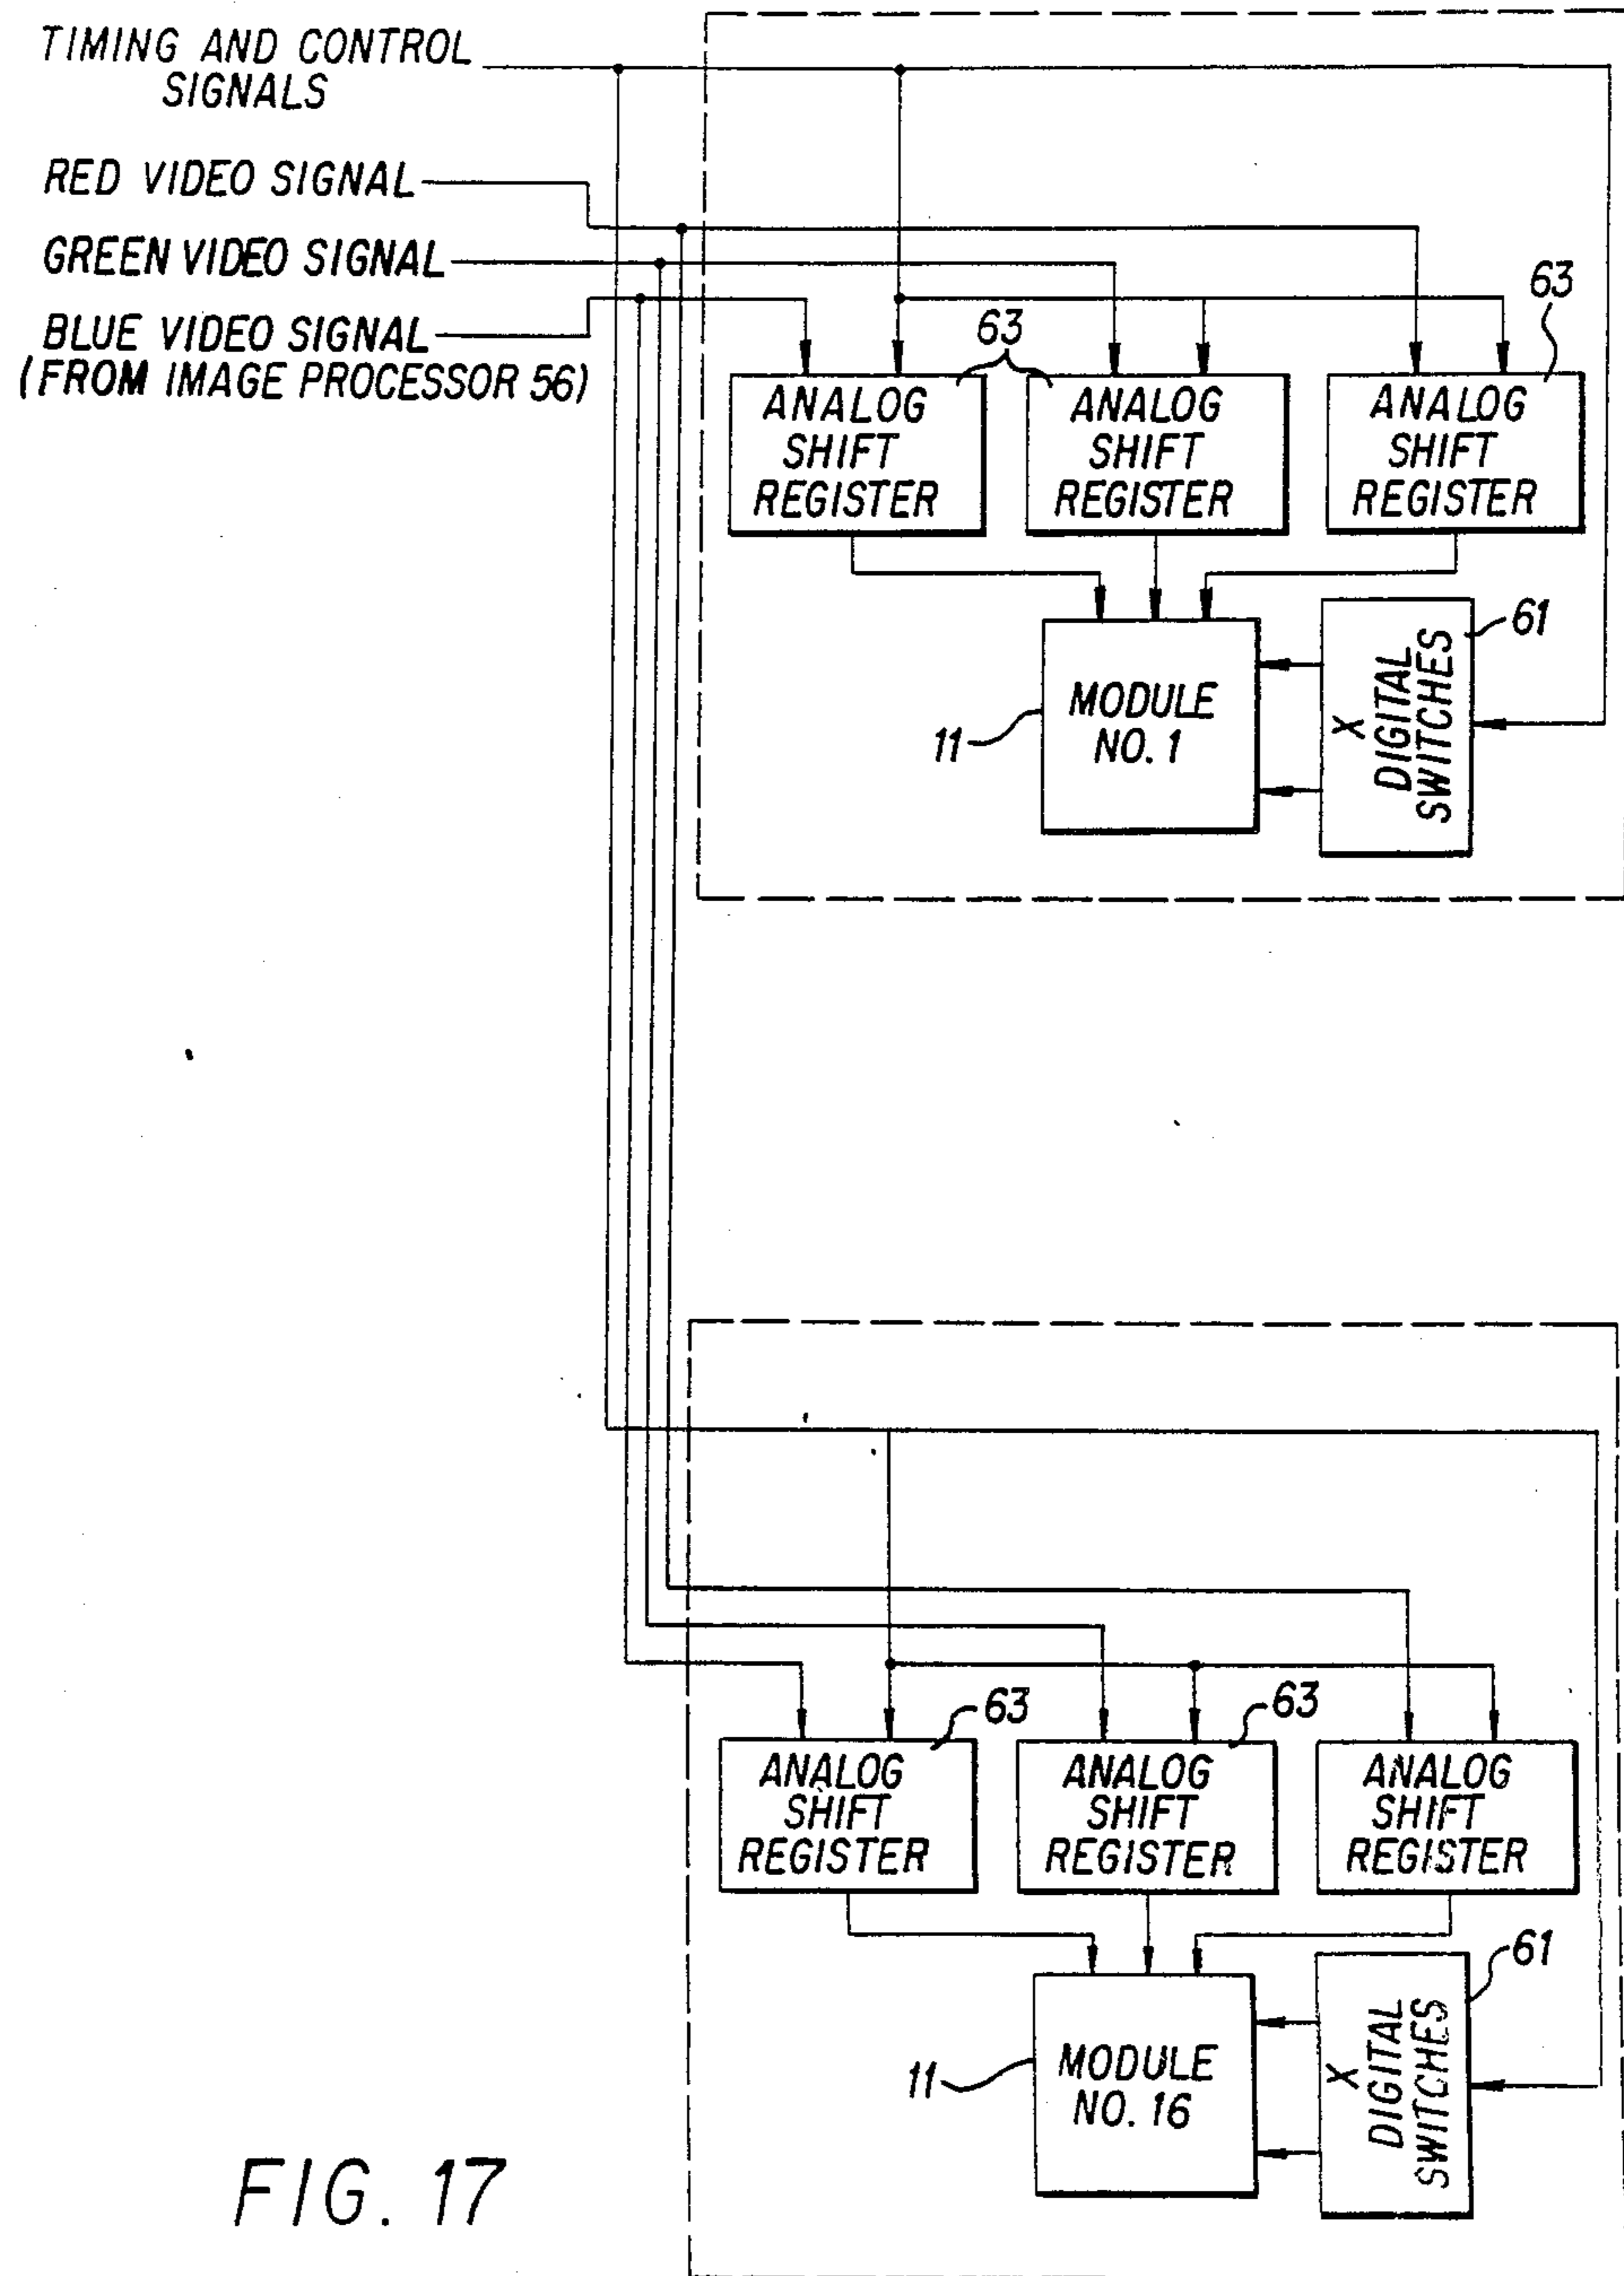 TIMING AND CONTROL
SIGNALS
RED VIDEO SIGNAL
GREEN VIDEO SIGNAL
BLUE VIDEO SIGNAL
(FROM IMAGE PROCESSOR 56)
63
63
ANALOG
SHIFT
REGISTER
ANALOG
SHIFT
REGISTER
ANALOG
SHIFT
REGISTER
11
MODULE
NO. 1
X
DIGITAL
SWITCHES
61
63
63
ANALOG
SHIFT
REGISTER
ANALOG
SHIFT
REGISTER
ANALOG
SHIFT
REGISTER
11
MODULE
NO. 16
X
DIGITAL
SWITCHES
61
FIG. 17